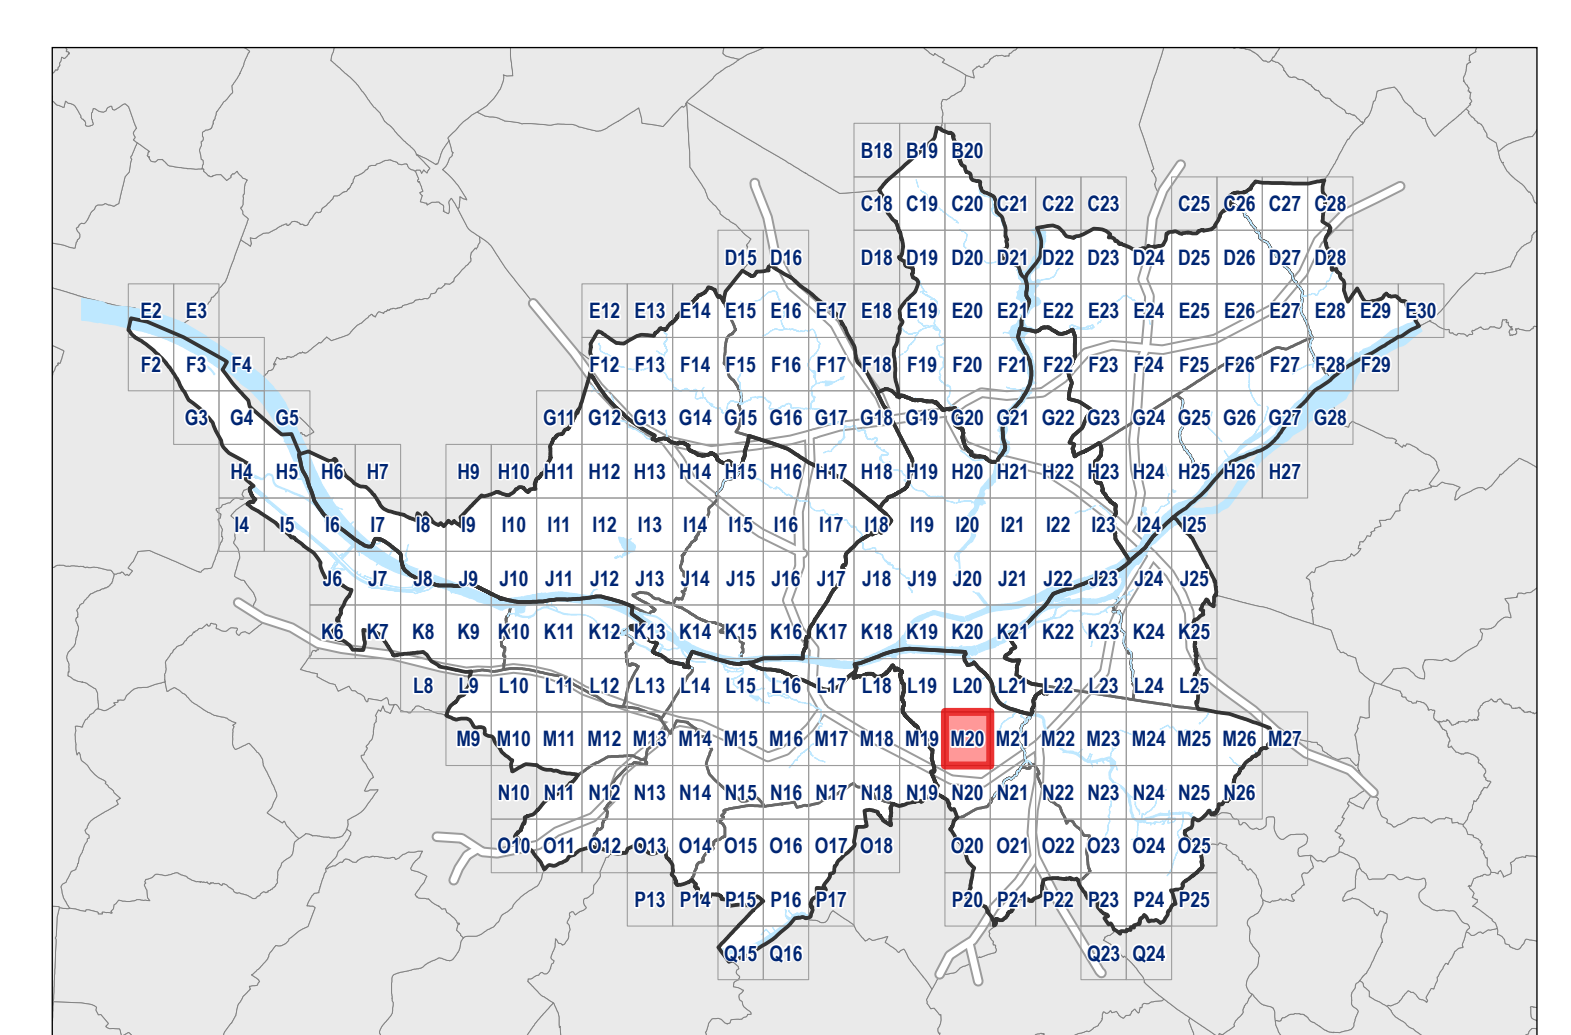 B18 B19 B20
C18 C19 C20 C21 C22 C23 C25 C26 C27 C28
D15 D16 D18 D19 D20 D21 D22 D23 D24 D25 D26 D27 D28
E2 E3 E12 E13 E14 E15 E16 E17 E18 E19 E20 E21 E22 E23 E24 E25 E26 E27 E28 E29 E30
F2 F3 F4 F12 F13 F14 F15 F16 F17 F18 F19 F20 F21 F22 F23 F24 F25 F26 F27 F28 F29
G3 G4 G5 G11 G12 G13 G14 G15 G16 G17 G18 G19 G20 G21 G22 G23 G24 G25 G26 G27 G28
H4 H5 H6 H7 H9 H10 H11 H12 H13 H14 H15 H16 H17 H18 H19 H20 H21 H22 H23 H24 H25 H26 H27
I4 I5 I6 I7 I8 I9 I10 I11 I12 I13 I14 I15 I16 I17 I18 I19 I20 I21 I22 I23 I24 I25
J6 J7 J8 J9 J10 J11 J12 J13 J14 J15 J16 J17 J18 J19 J20 J21 J22 J23 J24 J25
K6 K7 K8 K9 K10 K11 K12 K13 K14 K15 K16 K17 K18 K19 K20 K21 K22 K23 K24 K25
L8 L9 L10 L11 L12 L13 L14 L15 L16 L17 L18 L19 L20 L21 L22 L23 L24 L25
M9 M10 M11 M12 M13 M14 M15 M16 M17 M18 M19 M20 M21 M22 M23 M24 M25 M26 M27
N10 N11 N12 N13 N14 N15 N16 N17 N18 N19 N20 N21 N22 N23 N24 N25 N26
O10 O11 O12 O13 O14 O15 O16 O17 O18 O20 O21 O22 O23 O24 O25
P13 P14 P15 P16 P17 P20 P21 P22 P23 P24 P25
Q15 Q16 Q23 Q24